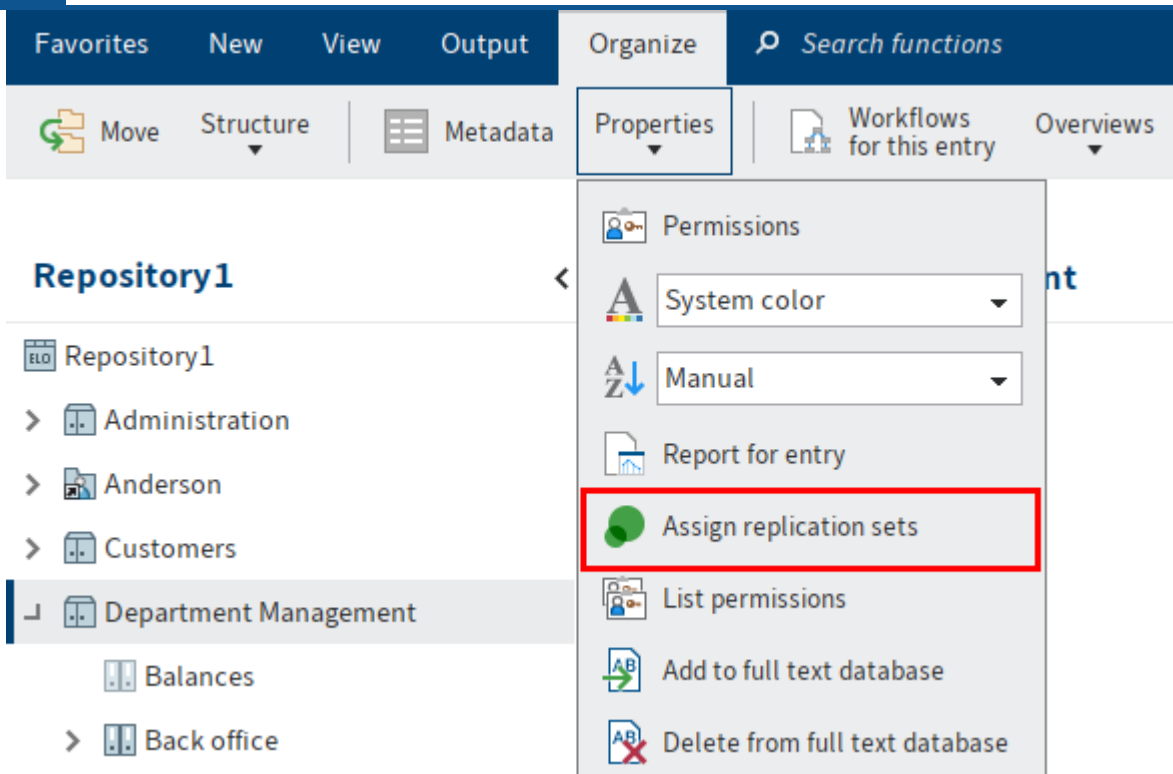 Favorites New View Output Organize Search functions
Move Structure Metadata Properties Workflows for this entry Overviews
Permissions
Repository1 nt
System color
ELO Repository1
Manual
Administration
Report for entry
Anderson
Assign replication sets
Customers
List permissions
Department Management
Add to full text database
Balances
Delete from full text database
Back office